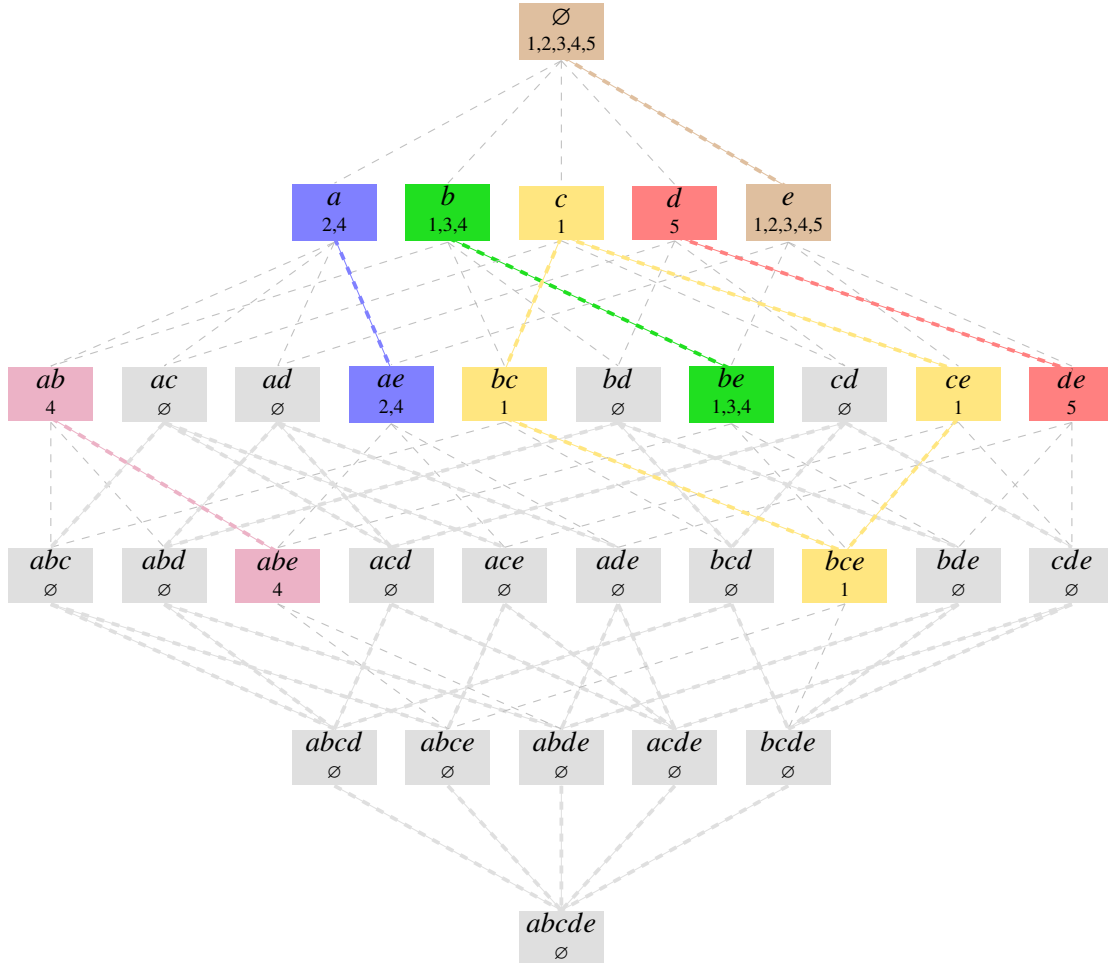 ∅
1,2,3,4,5
a b c d e
2,4 1,3,4 1 5 1,2,3,4,5
ab ac ad ae bc bd be cd ce de
4 ∅ ∅ 2,4 1 ∅ 1,3,4 ∅ 1 5
abc abd abe acd ace ade bcd bce bde cde
∅ ∅ 4 ∅ ∅ ∅ ∅ 1 ∅ ∅
abcd abce abde acde bcde
∅ ∅ ∅ ∅ ∅
abcde
∅